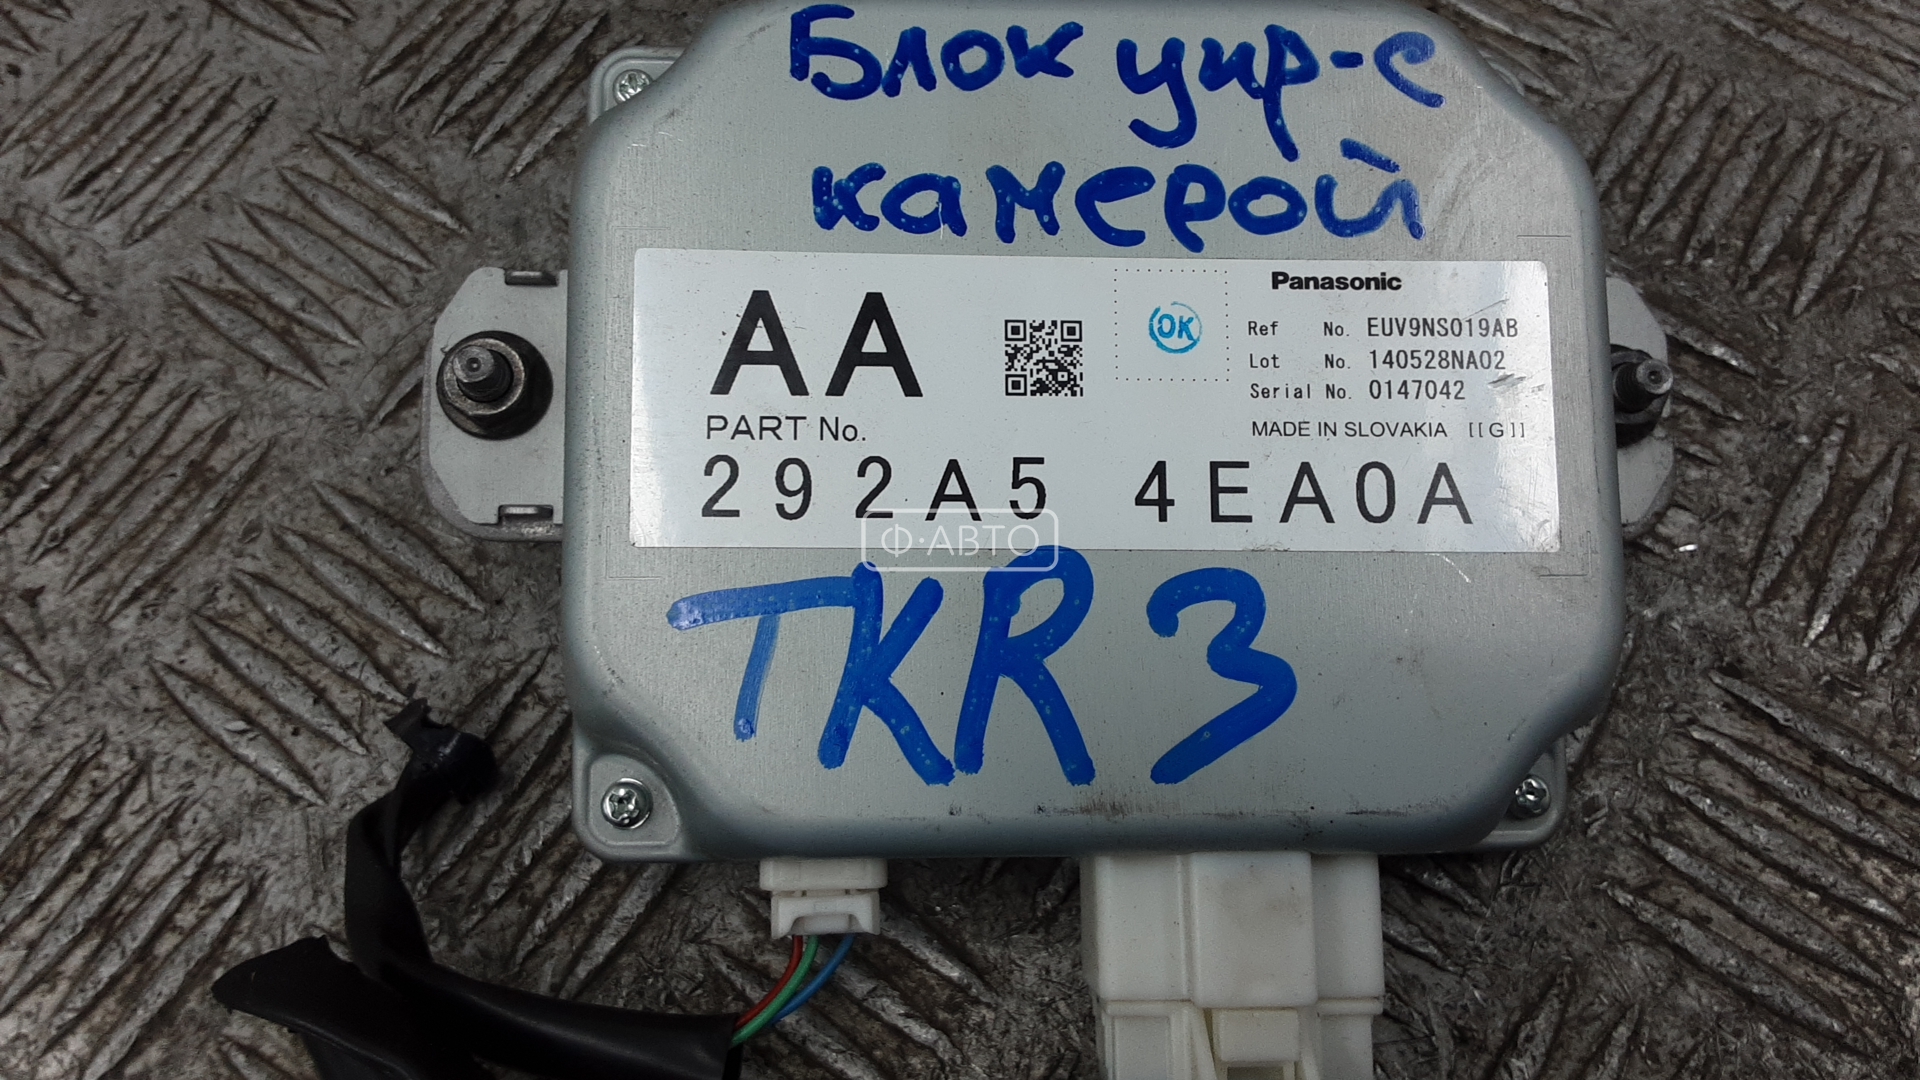 Блок упр-е
камерой
AA
OK
Panasonic
Ref No. EUV9NS019AB
Lot No. 140528NA02
Serial No. 0147042
PART No.
MADE IN SLOVAKIA [[G]]
292A5 4EA0A
Ф·АВТО
TKR3